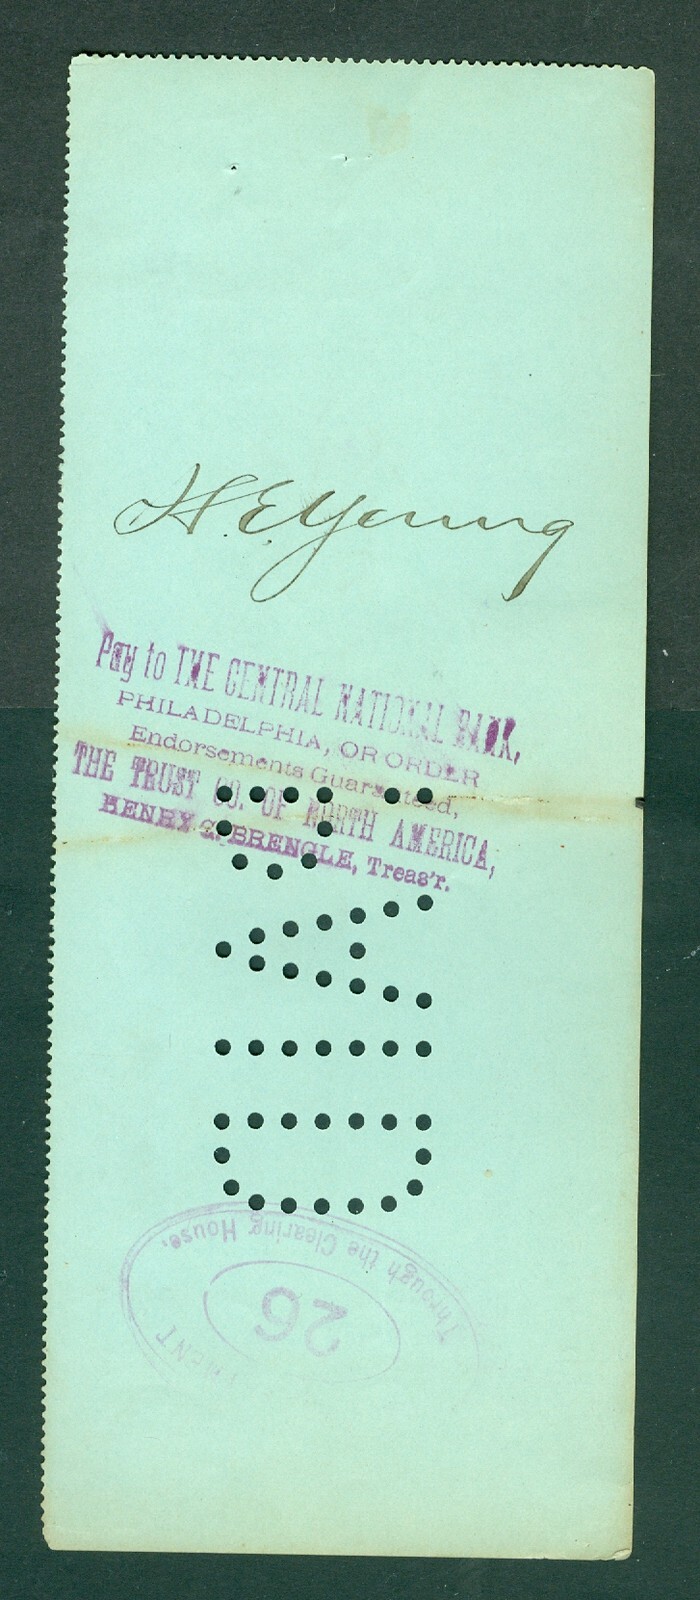 H. E. Young
Pay to THE CENTRAL NATIONAL BANK,
PHILADELPHIA, OR ORDER
Endorsements Guaranteed,
THE TRUST CO. OF NORTH AMERICA,
HENRY G. BRENGLE, Treas'r.
PAID
Through the Clearing House.
26